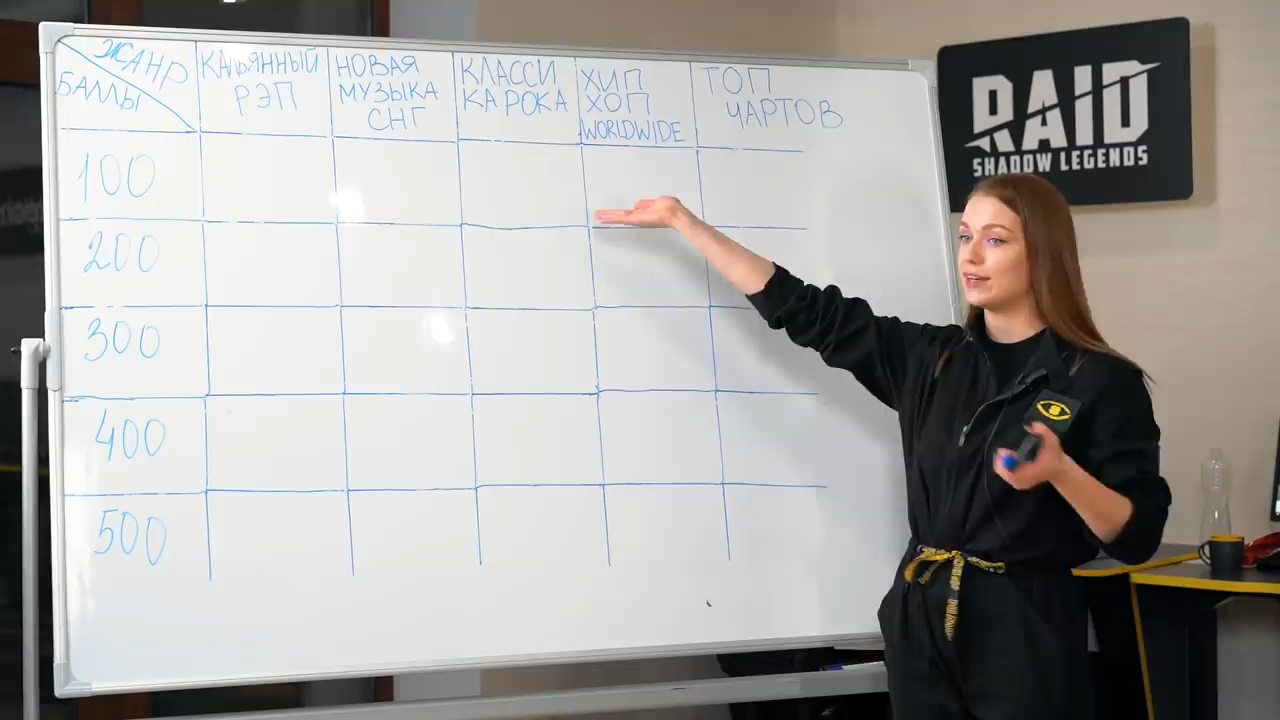 ЖАНР
БАЛЛЫ
КАЛЬЯННЫЙ
РЭП
НОВАЯ
МУЗЫКА
СНГ
КЛАССИ
КА РОКА
ХИП
ХОП
WORLDWIDE
ТОП
ЧАРТОВ
100
200
300
400
500
RAID
SHADOW LEGENDS